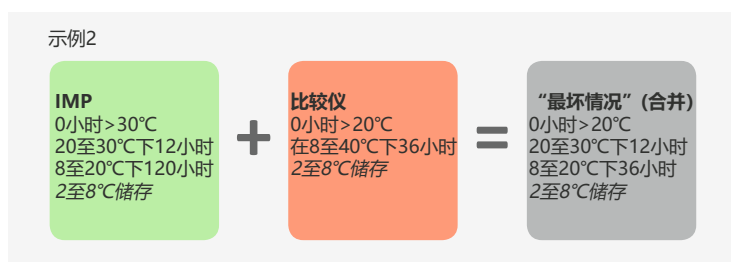 示例2
IMP
0小时>30℃
20至30℃下12小时
8至20℃下120小时
2至8℃储存
+
比较仪
0小时>20℃
在8至40℃下36小时
2至8℃储存
=
“最坏情况”(合并)
0小时>20℃
20至30℃下12小时
8至20℃下36小时
2至8℃储存